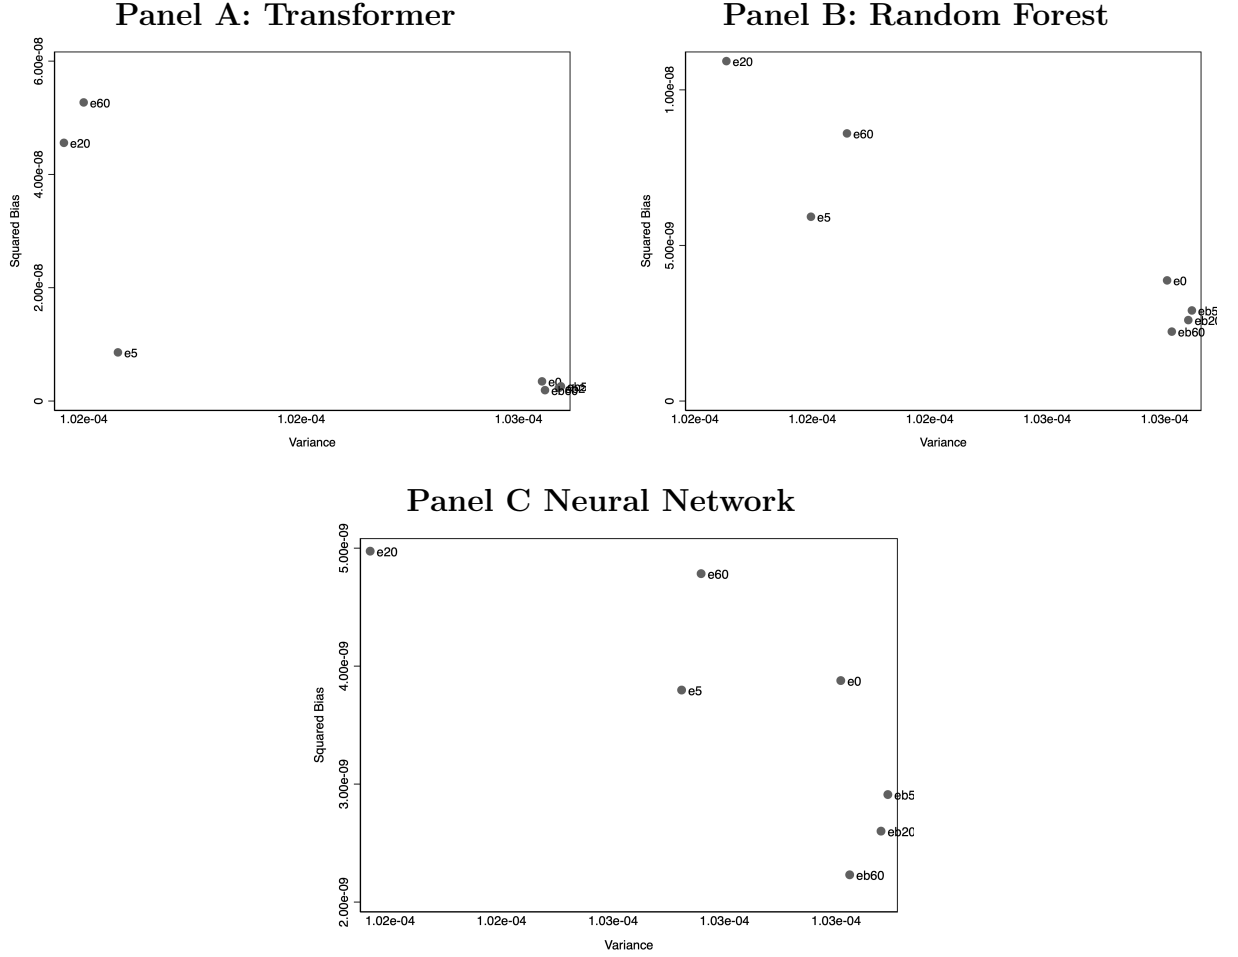 Panel A: Transformer
6.00e-08
4.00e-08
2.00e-08
0
Squared Bias
e60
e20
e5
e0
eb60
1.02e-04 1.02e-04 1.03e-04
Variance
Panel B: Random Forest
1.00e-08
5.00e-09
0
Squared Bias
e20
e60
e5
e0
eb5
eb20
eb60
1.02e-04 1.02e-04 1.02e-04 1.03e-04 1.03e-04
Variance
Panel C Neural Network
5.00e-09
4.00e-09
3.00e-09
2.00e-09
Squared Bias
e20
e60
e5
e0
eb5
eb20
eb60
1.02e-04 1.02e-04 1.03e-04 1.03e-04 1.03e-04
Variance